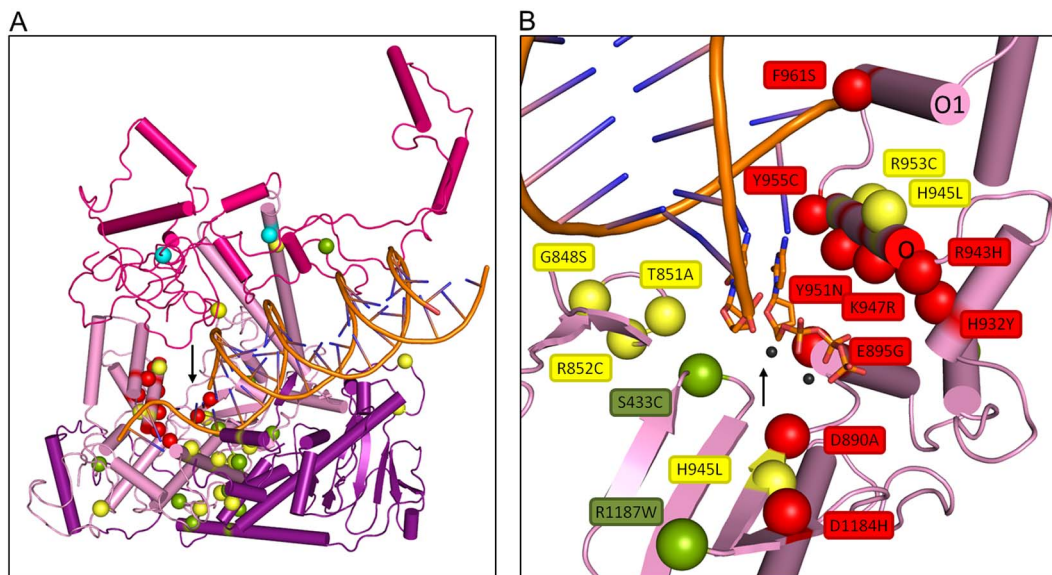 A
B
F961S
O1
R953C
Y955C
H945L
G848S
T851A
O
R943H
Y951N
K947R
H932Y
R852C
E895G
S433C
D890A
H945L
R1187W
D1184H